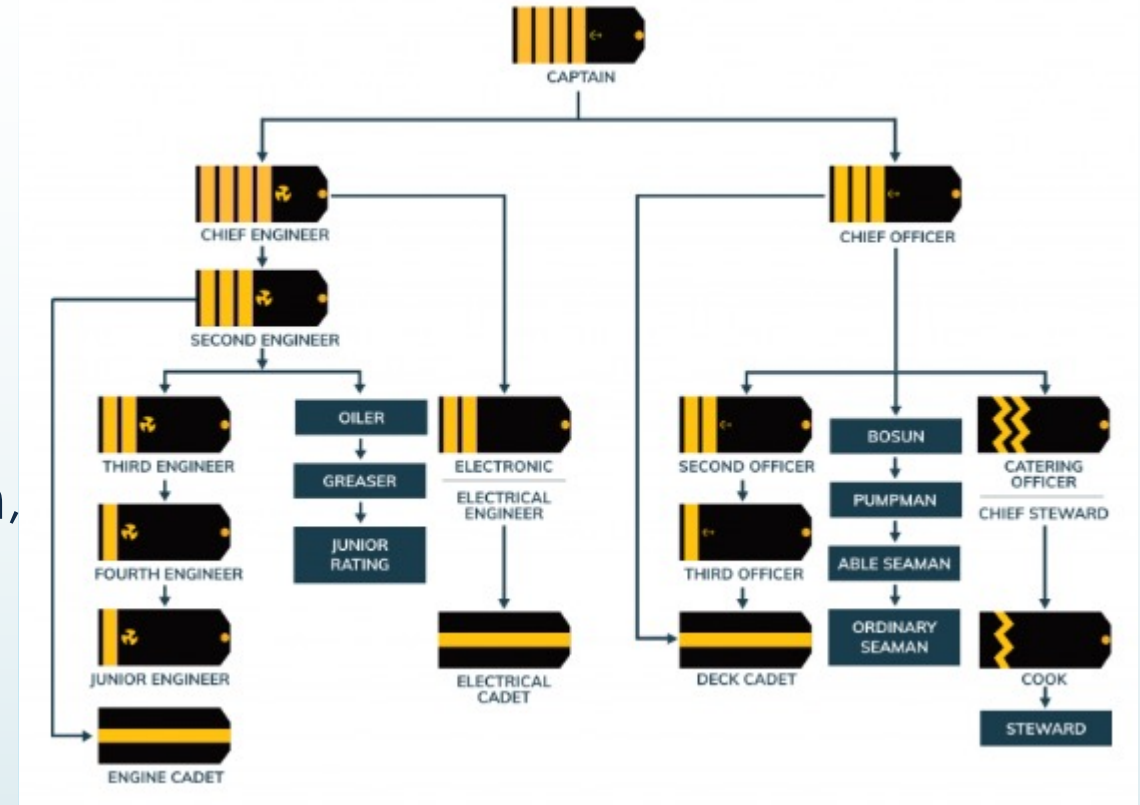 CAPTAIN
CHIEF ENGINEER
CHIEF OFFICER
SECOND ENGINEER
THIRD ENGINEER
OILER
ELECTRONIC
ELECTRICAL
ENGINEER
SECOND OFFICER
BOSUN
CATERING
OFFICER
CHIEF STEWARD
GREASER
PUMPMAN
,
FOURTH ENGINEER
JUNIOR
RATING
THIRD OFFICER
ABLE SEAMAN
JUNIOR ENGINEER
ELECTRICAL
CADET
DECK CADET
ORDINARY
SEAMAN
COOK
STEWARD
ENGINE CADET